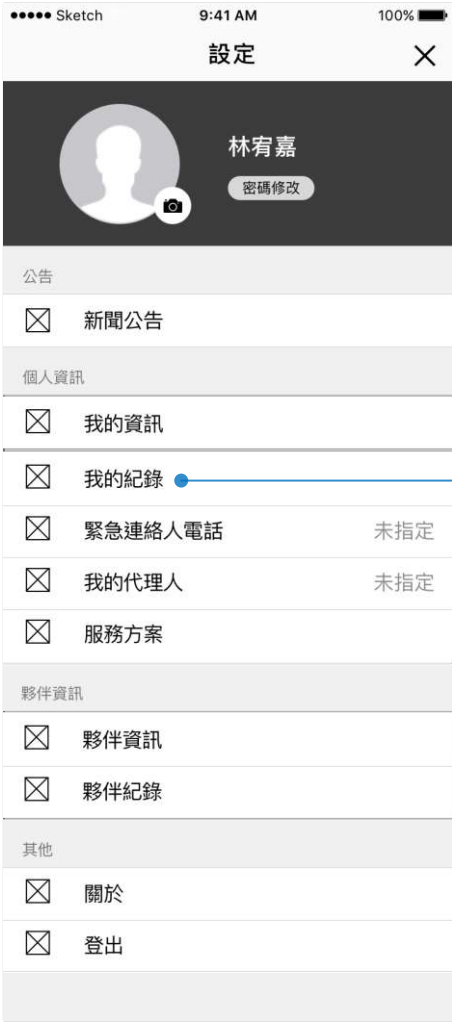 Sketch 9:41 AM 100%
設定
林宥嘉
密碼修改
公告
新聞公告
個人資訊
我的資訊
我的紀錄
緊急連絡人電話 未指定
我的代理人 未指定
服務方案
夥伴資訊
夥伴資訊
夥伴紀錄
其他
關於
登出